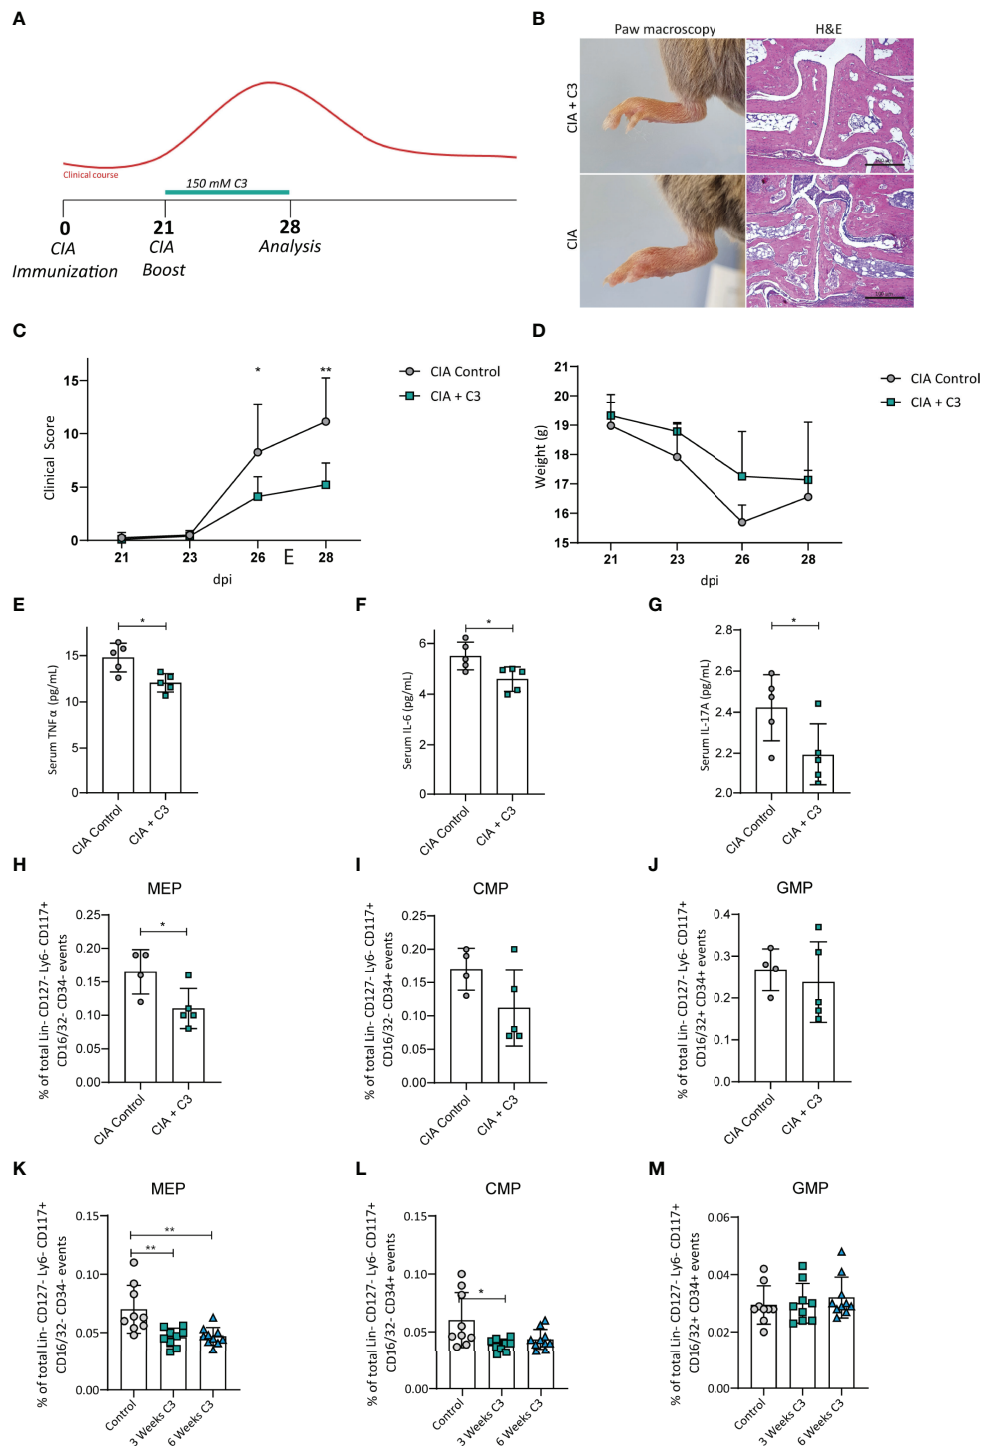 A
Clinical course
150 mM C3
0
21
28
CIA
Immunization
CIA
Boost
Analysis
B
Paw macroscopy
H&E
CIA + C3
CIA
C
Clinical Score
15
10
5
0
21
23
26
28
E
dpi
*
**
CIA Control
CIA + C3
D
Weight (g)
21
20
19
18
17
16
15
21
23
26
28
dpi
CIA Control
CIA + C3
E
Serum TNFα (pg/mL)
15
10
5
0
*
CIA Control
CIA + C3
F
Serum IL-6 (pg/mL)
6
4
2
0
*
CIA Control
CIA + C3
G
Serum IL-17A (pg/mL)
2.8
2.6
2.4
2.2
2.0
*
CIA Control
CIA + C3
H
MEP
% of total Lin- CD127- Ly6- CD117+
CD16/32- CD34- events
0.25
0.20
0.15
0.10
0.05
0.00
*
CIA Control
CIA + C3
I
CMP
% of total Lin- CD127- Ly6- CD117+
CD16/32- CD34+ events
0.25
0.20
0.15
0.10
0.05
0.00
CIA Control
CIA + C3
J
GMP
% of total Lin- CD127- Ly6- CD117+
CD16/32+ CD34+ events
0.4
0.3
0.2
0.1
0.0
CIA Control
CIA + C3
K
MEP
% of total Lin- CD127- Ly6- CD117+
CD16/32- CD34- events
0.15
0.10
0.05
0.00
**
**
Control
3 Weeks C3
6 Weeks C3
L
CMP
% of total Lin- CD127- Ly6- CD117+
CD16/32- CD34+ events
0.15
0.10
0.05
0.00
*
Control
3 Weeks C3
6 Weeks C3
M
GMP
% of total Lin- CD127- Ly6- CD117+
CD16/32+ CD34+ events
0.06
0.04
0.02
0.00
Control
3 Weeks C3
6 Weeks C3